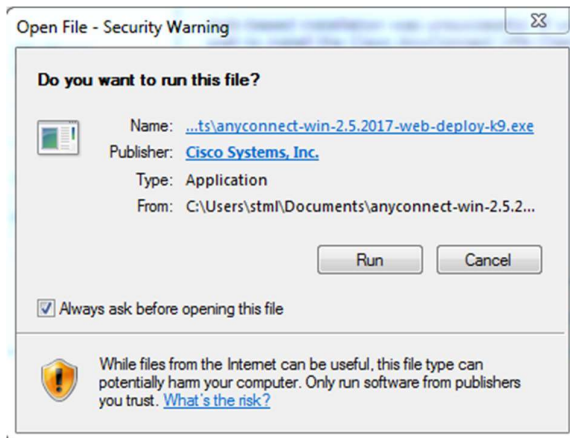 Open File - Security Warning
Do you want to run this file?
Name: ...ts\anyconnect-win-2.5.2017-web-deploy-k9.exe
Publisher: Cisco Systems, Inc.
Type: Application
From: C:\Users\stml\Documents\anyconnect-win-2.5.2...
Run Cancel
Always ask before opening this file
While files from the Internet can be useful, this file type can
potentially harm your computer. Only run software from publishers
you trust. What's the risk?